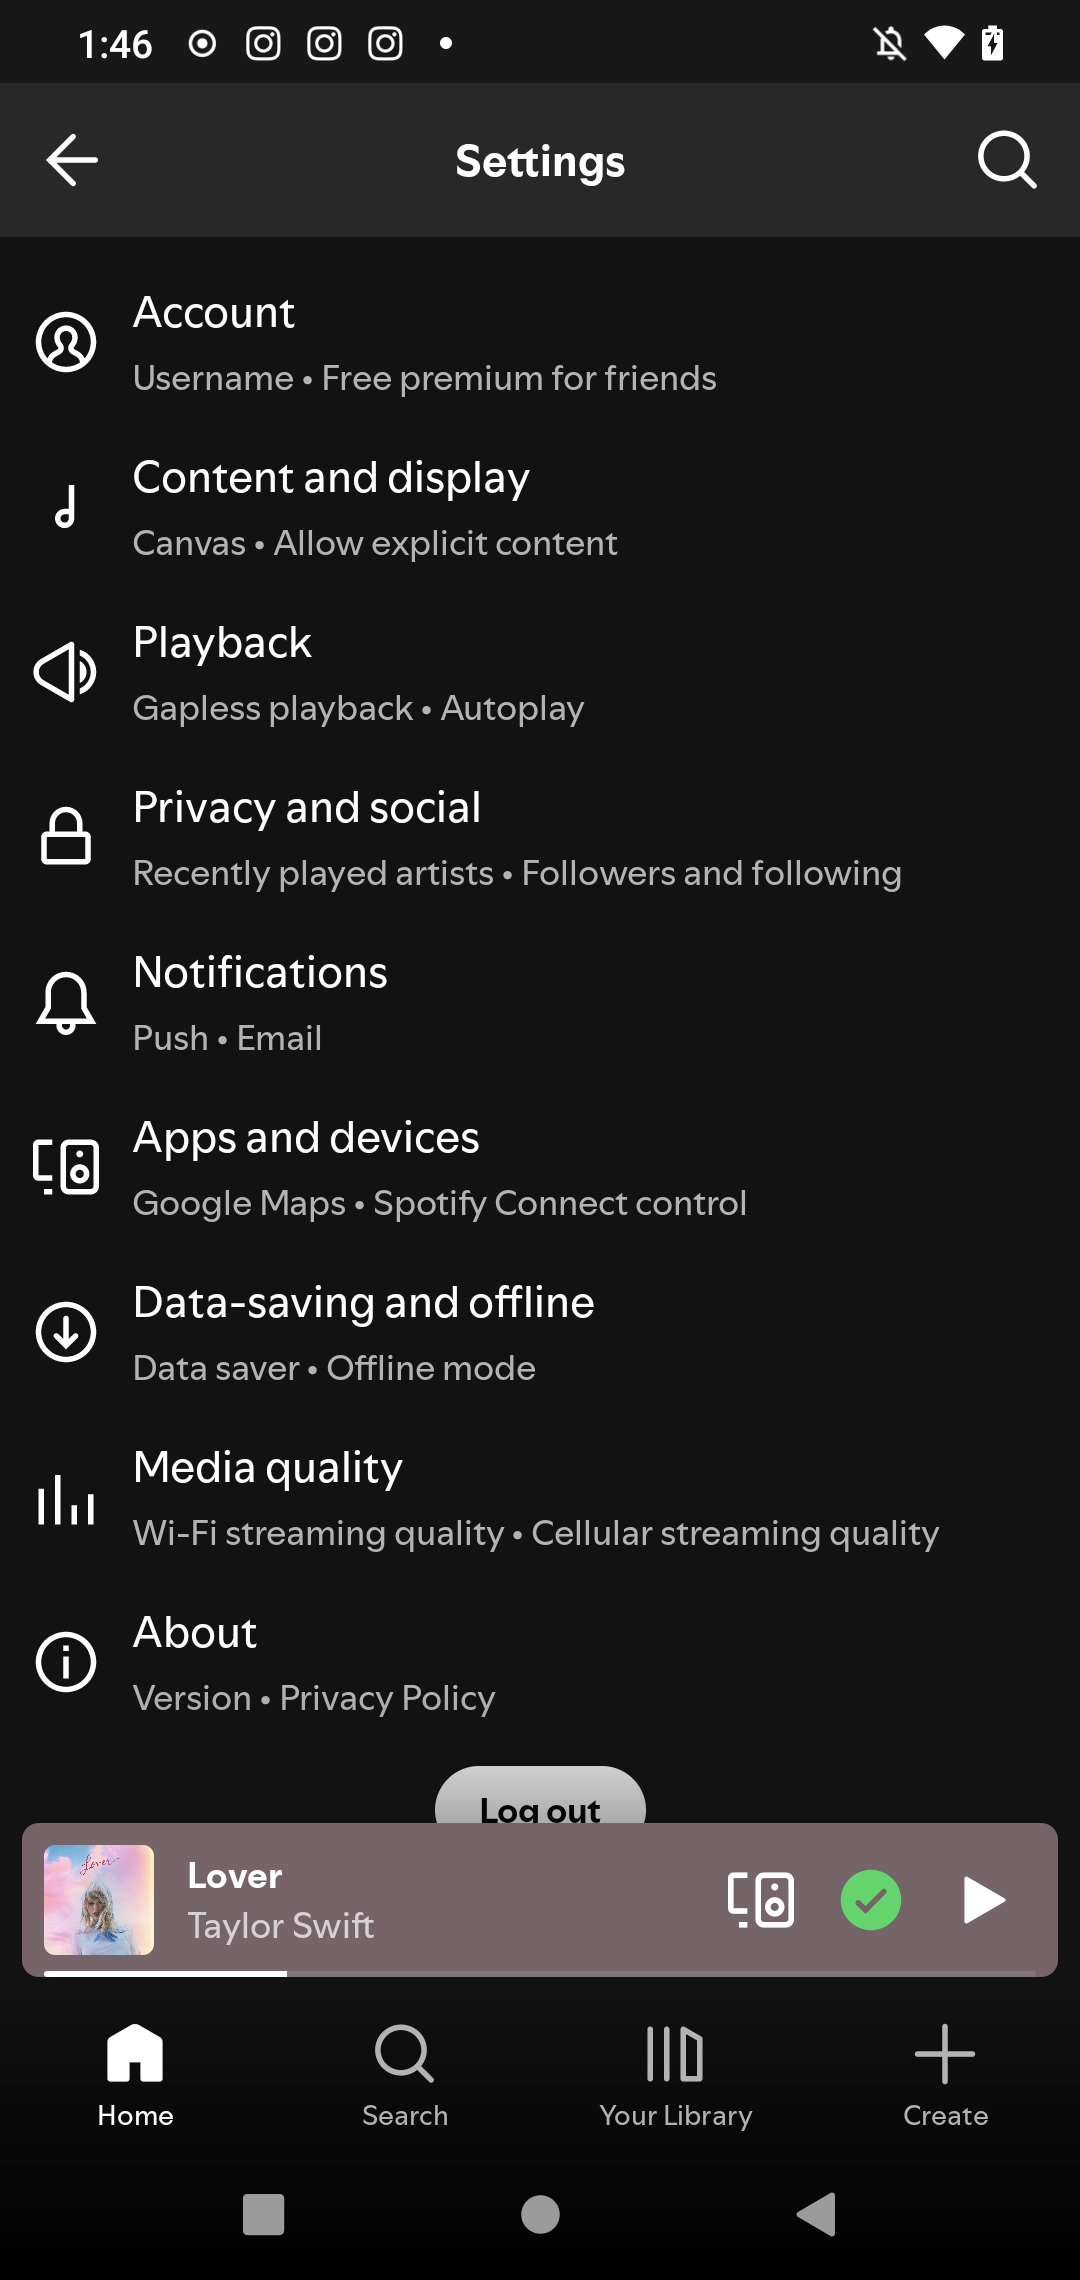 1:46
Settings
Account
Username • Free premium for friends
Content and display
Canvas • Allow explicit content
Playback
Gapless playback • Autoplay
Privacy and social
Recently played artists • Followers and following
Notifications
Push • Email
Apps and devices
Google Maps • Spotify Connect control
Data-saving and offline
Data saver • Offline mode
Media quality
Wi-Fi streaming quality • Cellular streaming quality
About
Version • Privacy Policy
Log out
Lover
Lover
Taylor Swift
Home
Search
Your Library
Create